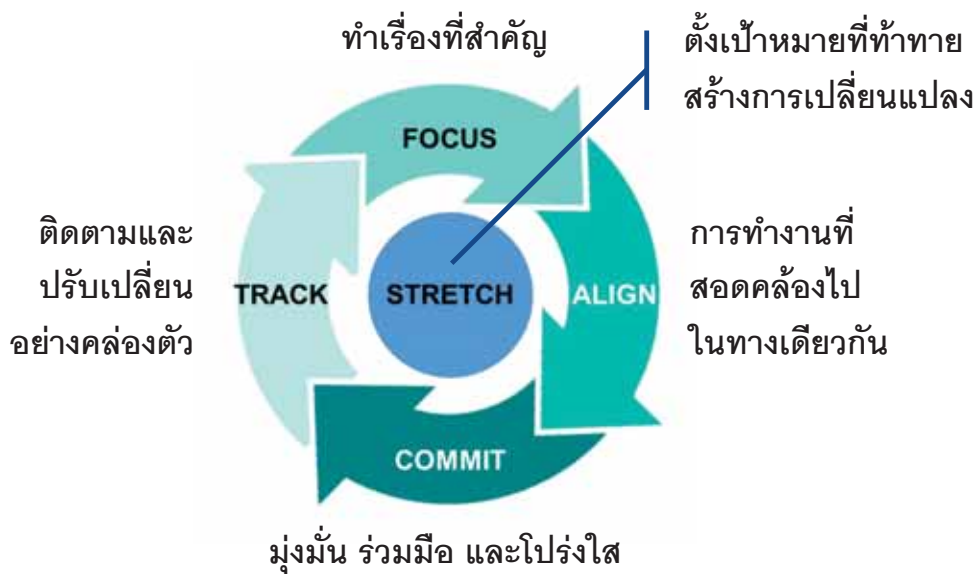 ทำเรื่องที่สำคัญ
ตั้งเป้าหมายที่ท้าทาย
สร้างการเปลี่ยนแปลง
FOCUS
ติดตามและ
ปรับเปลี่ยน
อย่างคล่องตัว
TRACK
STRETCH
ALIGN
การทำงานที่
สอดคล้องไป
ในทางเดียวกัน
COMMIT
มุ่งมั่น ร่วมมือ และโปร่งใส